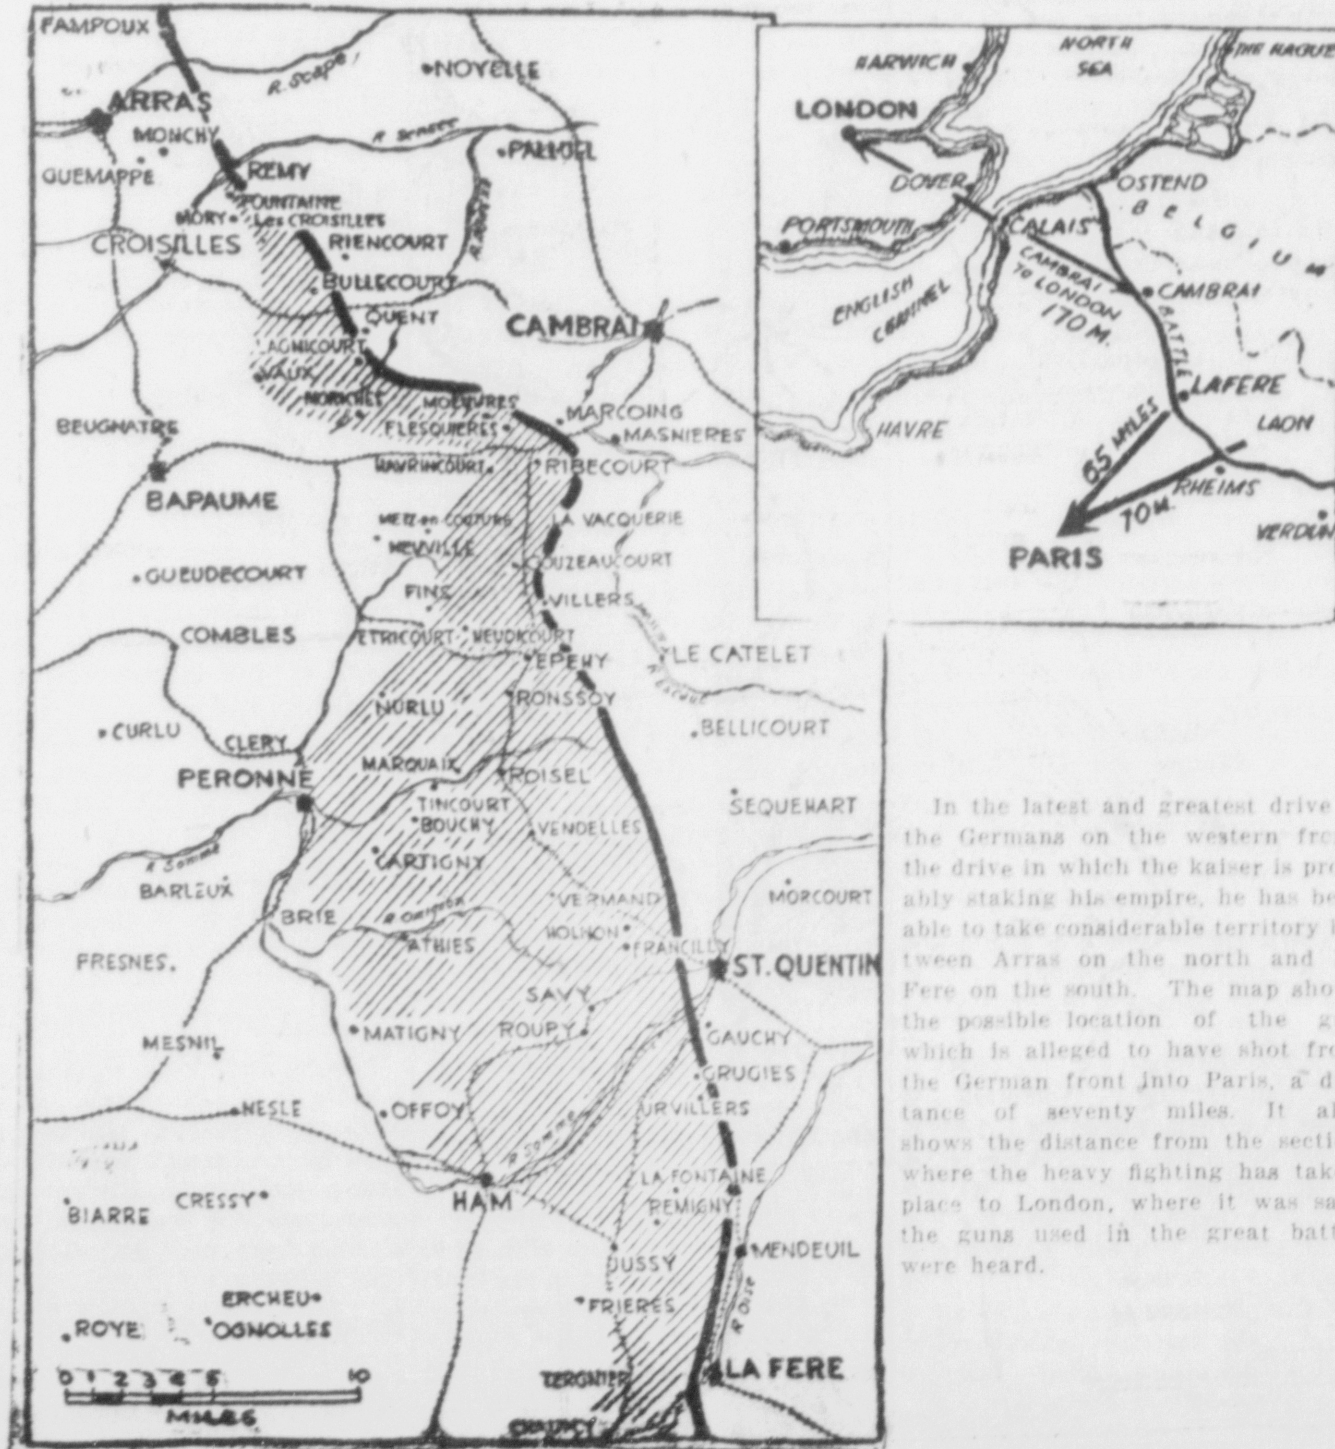 FAMPOUX
NOYELLE
ARRAS
MONCHY
PALLUEL
GUEMAPPE
REMY
FOUNTAINE
Les CROISILLES
MORY
CROISILLES
RIENCOURT
BULLECOURT
QUENT
CAMBRAI
AGNICOURT
VAUX
MOEUVRES
BEUGNATRE
FLESQUIERES
MARCOING
MASNIERES
HAVRINCOURT
RIBECOURT
BAPAUME
METZ en COUTURE
LA VACQUERIE
NEUVILLE
GUEUDECOURT
GOUZEAUCOURT
FINS
VILLERS
COMBLES
ETRICOURT
HEUDICOURT
EPEHY
LE CATELET
R. Escaut
NURLU
RONSSOY
CURLU
CLERY
BELLICOURT
PERONNE
MARQUAIX
ROISEL
TINCOURT
BOUCHY
SEQUEHART
VENDELLES
R Somme
CARTIGNY
BARLEUX
VERMAND
MORCOURT
BRIE
ATHIES
HOLNON
FRANCILLY
FRESNES.
ST. QUENTIN
SAVY
MATIGNY
ROUPY
GAUCHY
MESNIL
GRUGIES
NESLE
OFFOY
URVILLERS
R Somme
LA FONTAINE
BIARRE
CRESSY
HAM
REMIGNY
JUSSY
MENDEUIL
ERCHEU
FRIERES
R Oise
ROYE
OGNOLLES
0 1 2 3 4 5 10
MILES
TERGNIER
LA FERE
HARWICH
NORTH
SEA
THE HAGUE
LONDON
DOVER
OSTEND
PORTSMOUTH
CALAIS
BELGIUM
CAMBRAI
TO LONDON
170 M.
CAMBRAI
ENGLISH
CHANNEL
BATTLE
LAFERE
HAVRE
LAON
85 MILES
RHEIMS
70 M.
VERDUN
PARIS
In the latest and greatest drive
the Germans on the western fro
the drive in which the kaiser is pro
ably staking his empire, he has be
able to take considerable territory b
tween Arras on the north and
Fere on the south. The map sho
the possible location of the g
which is alleged to have shot fro
the German front into Paris, a d
tance of seventy miles. It al
shows the distance from the secti
where the heavy fighting has tak
place to London, where it was sa
the guns used in the great batt
were heard.